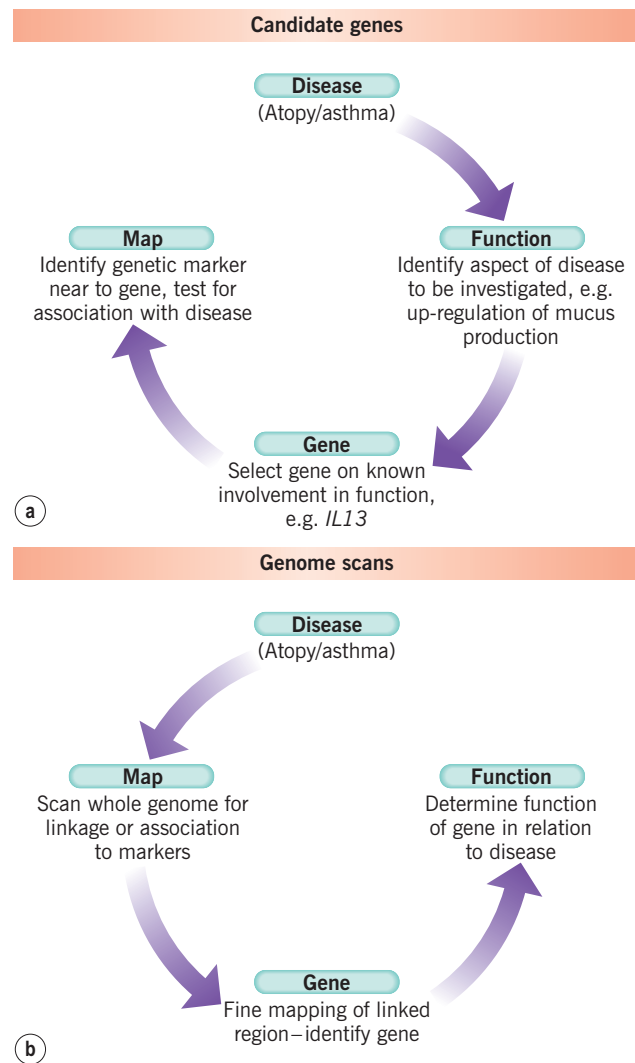 Candidate genes
Disease
(Atopy/asthma)
Function
Identify aspect of disease
to be investigated, e.g.
up-regulation of mucus
production
Gene
Select gene on known
involvement in function,
e.g. IL13
Map
Identify genetic marker
near to gene, test for
association with disease
a
Genome scans
Disease
(Atopy/asthma)
Map
Scan whole genome for
linkage or association
to markers
Gene
Fine mapping of linked
region–identify gene
Function
Determine function
of gene in relation
to disease
b